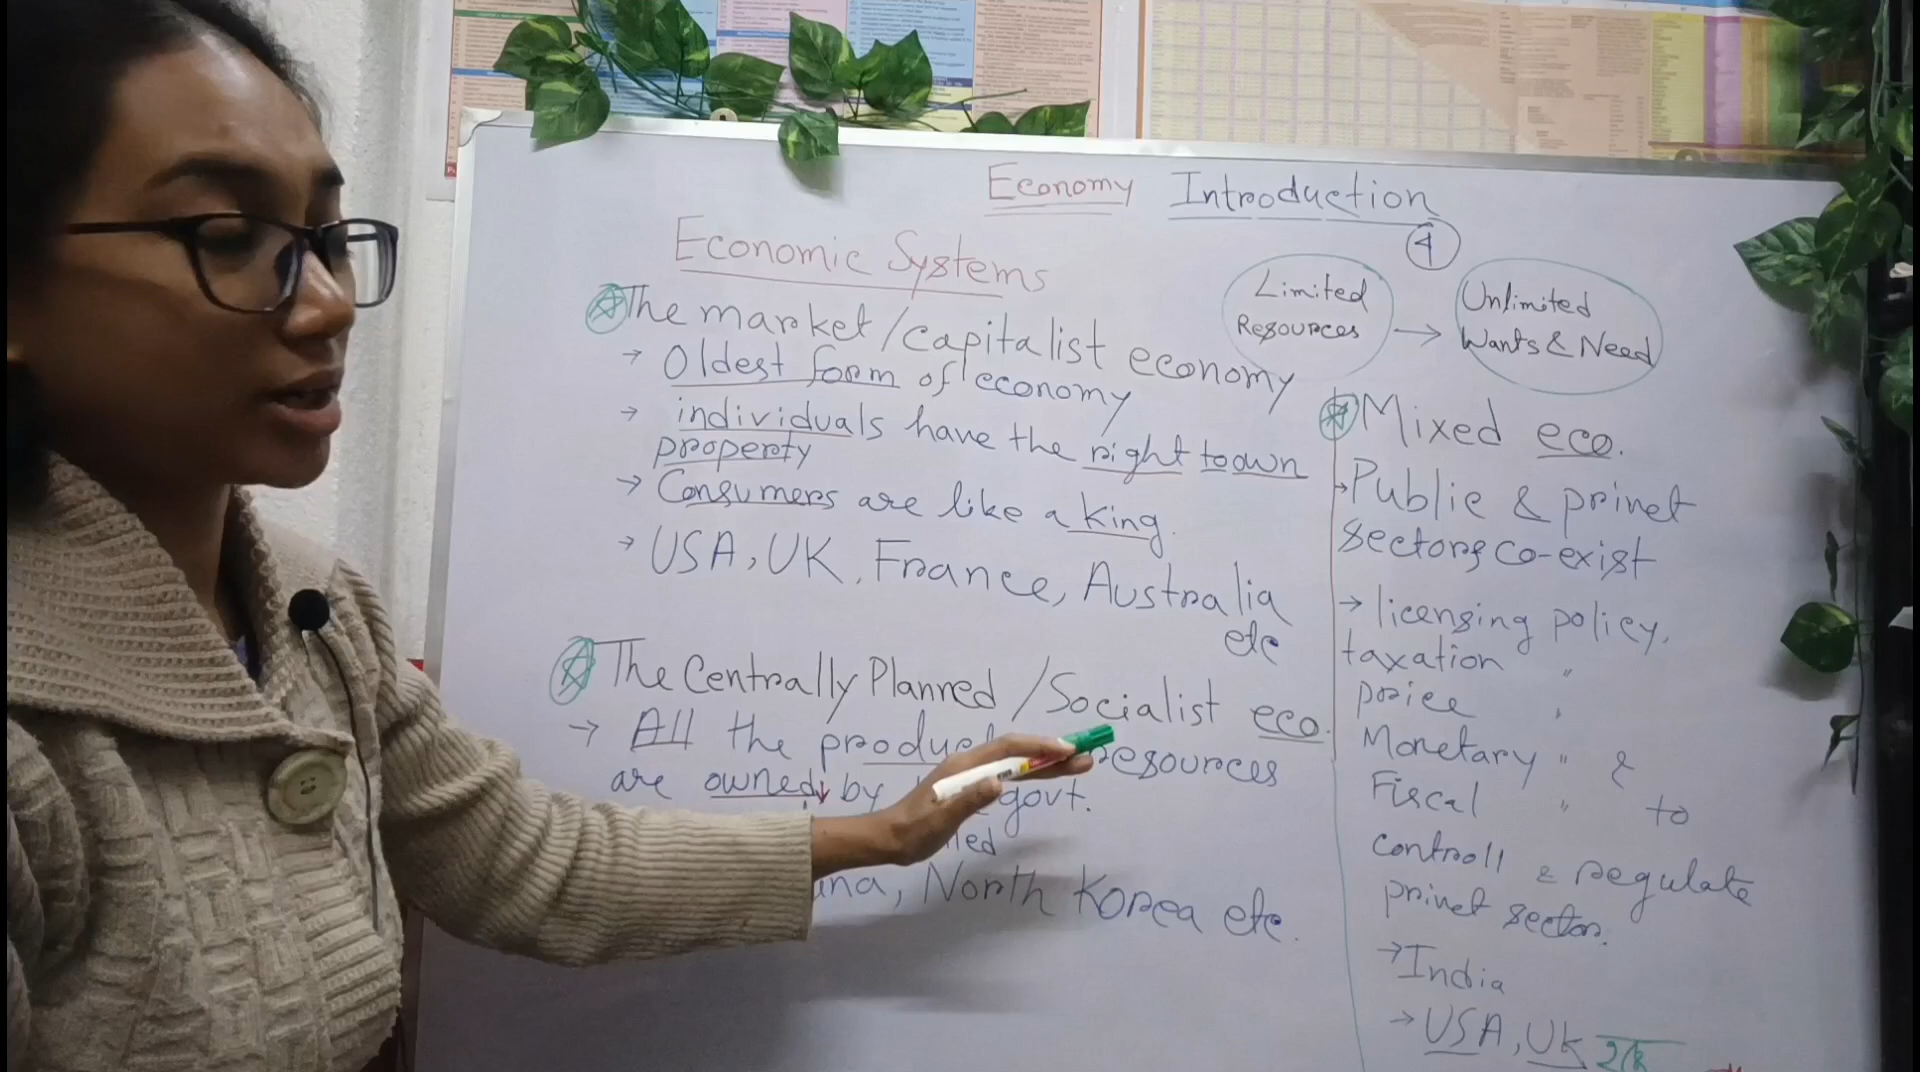 Economy Introduction
4
Economic Systems
Limited
Resources
→ Unlimited
Wants & Need
The market/capitalist economy
→ Oldest form of economy
→ individuals have the right to own
property
→ Consumers are like a king.
→ USA, UK, France, Australia
etc
The Centrally Planned/Socialist eco.
→ All the resources
are owned by govt.
North Korea etc.
Mixed eco.
→ Public & privet
sectors co-exist
→ licensing policy,
taxation "
price "
Monetary " &
Fiscal " to
controll & regulate
privet sector.
→ India
→ USA, UK